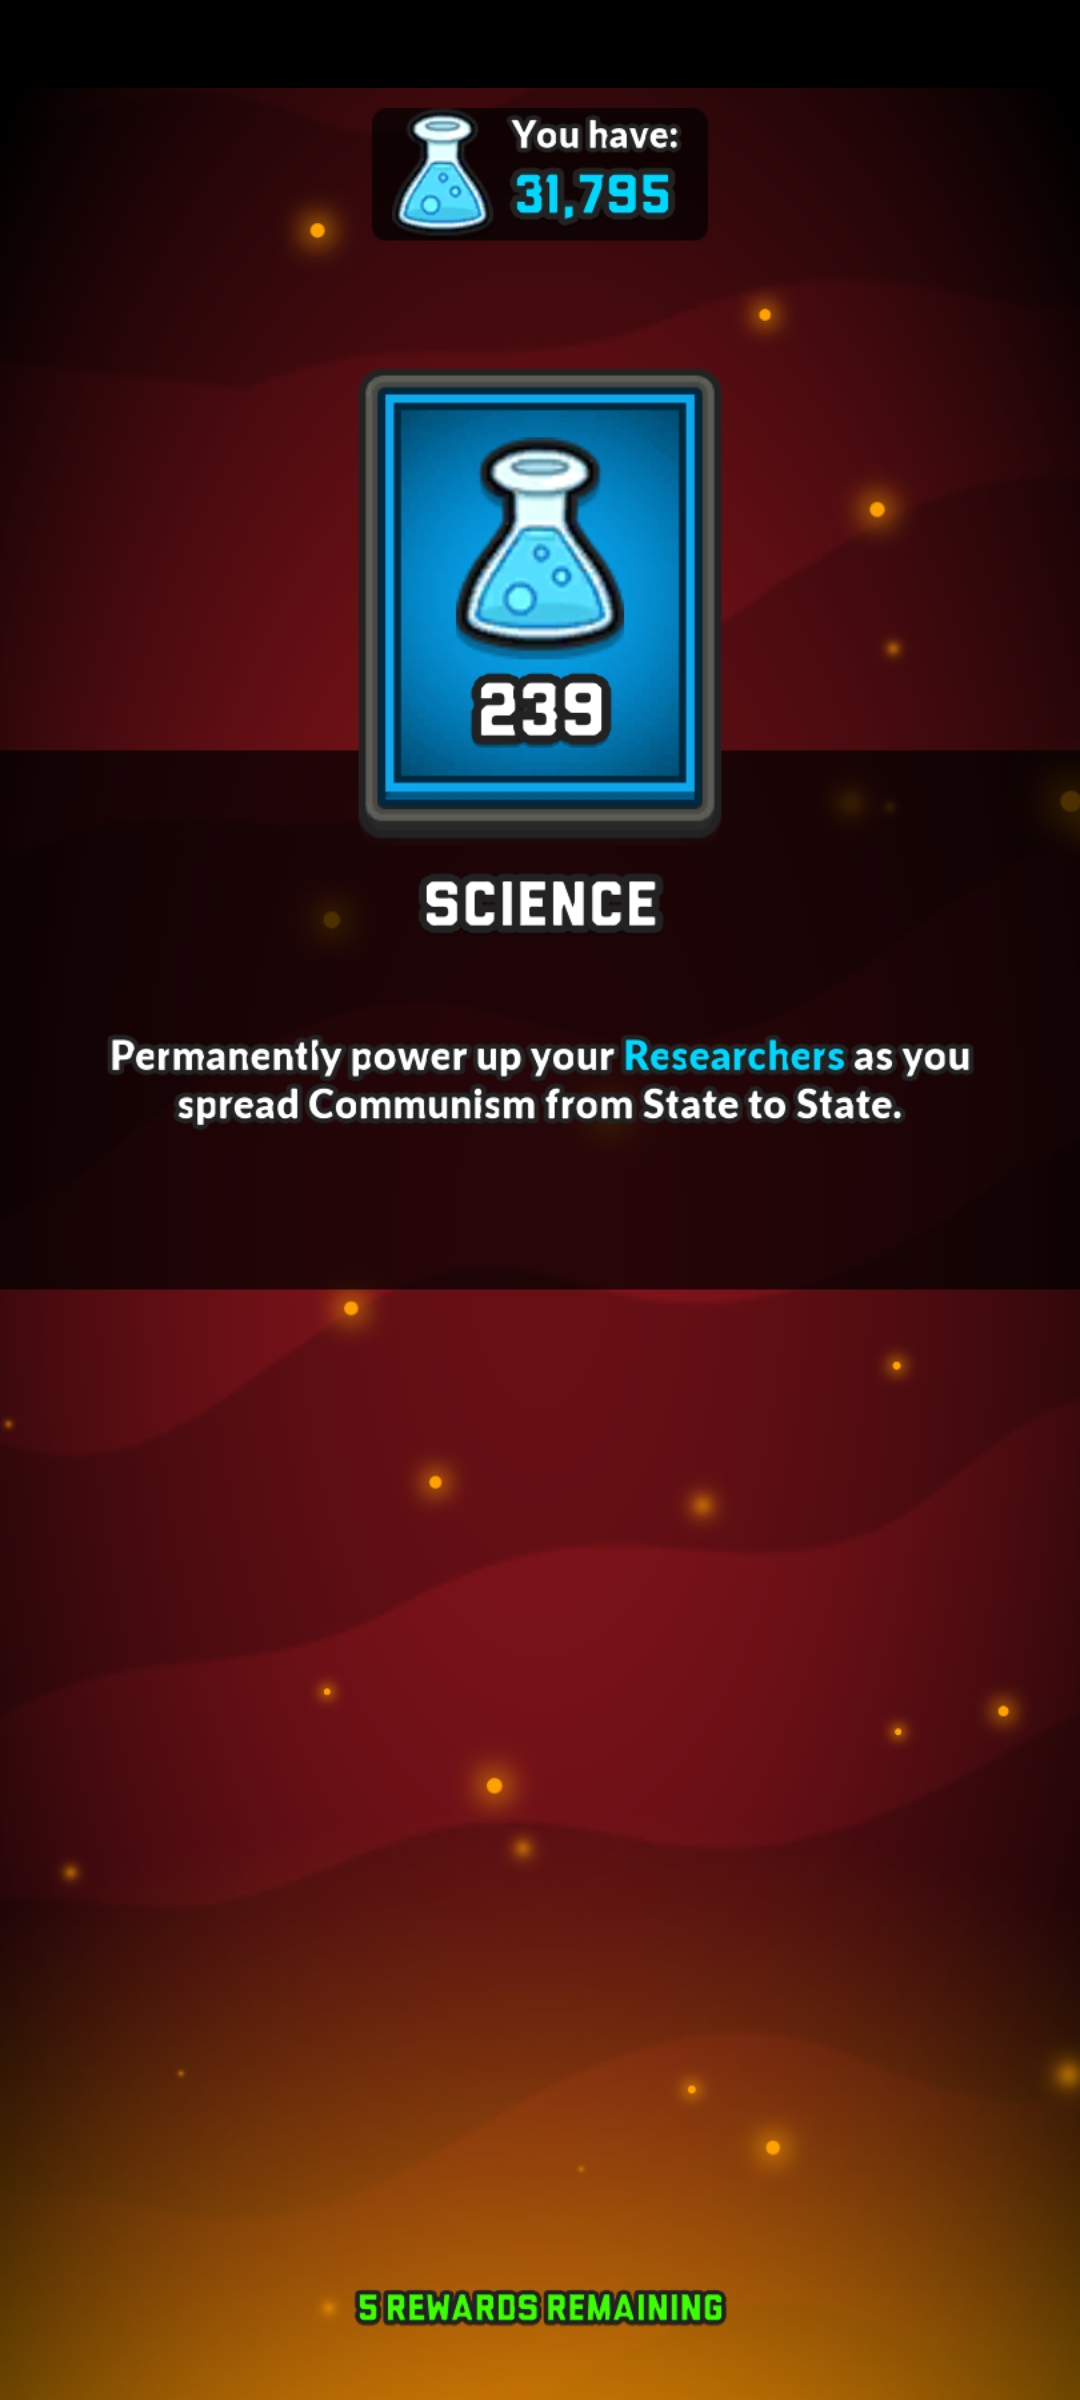 You have:
31,795
239
SCIENCE
Permanently power up your Researchers as you
spread Communism from State to State.
5 REWARDS REMAINING